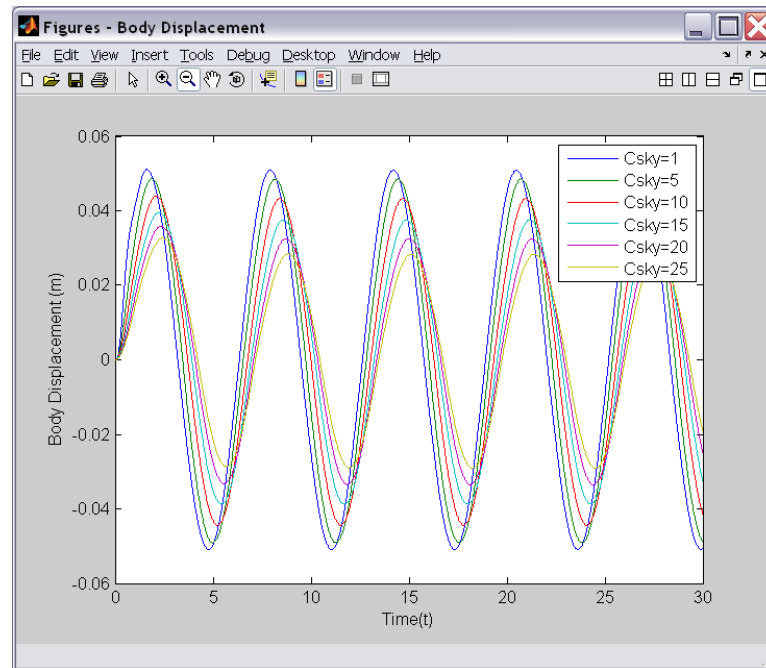 Figures - Body Displacement
File Edit View Insert Tools Debug Desktop Window Help
0.06
0.04
0.02
0
-0.02
-0.04
-0.06
Body Displacement (m)
Csky=1
Csky=5
Csky=10
Csky=15
Csky=20
Csky=25
0 5 10 15 20 25 30
Time(t)